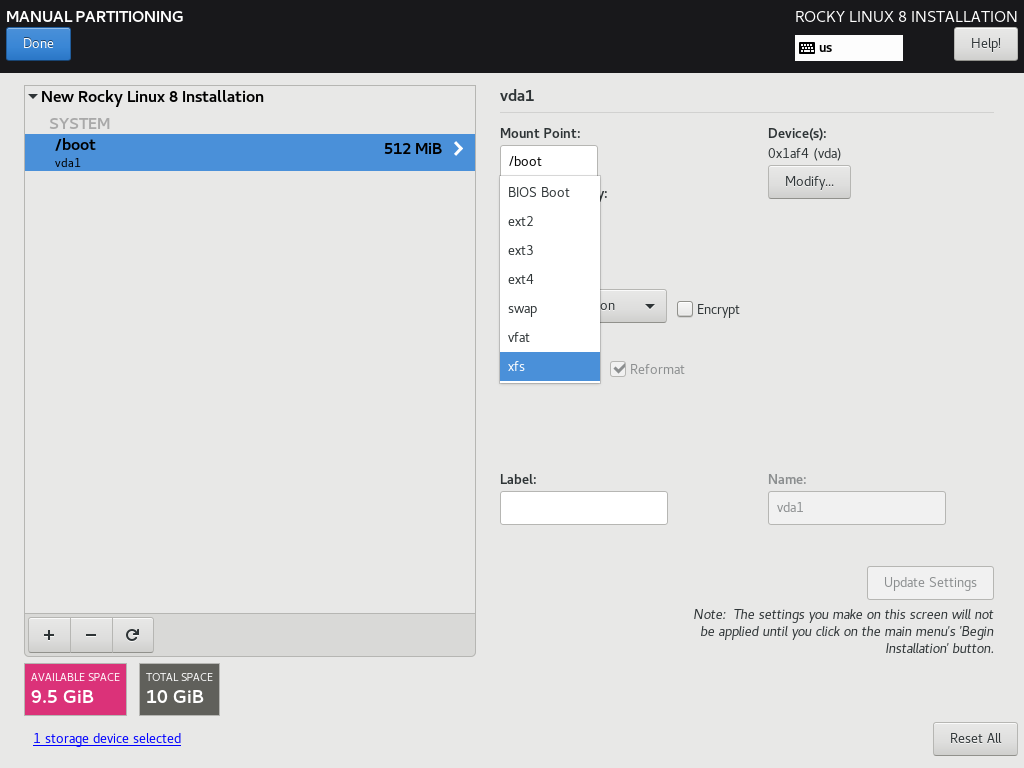 MANUAL PARTITIONING
ROCKY LINUX 8 INSTALLATION
Done
us
Help!
New Rocky Linux 8 Installation
SYSTEM
/boot
vda1
512 MiB
vda1
Mount Point:
/boot
Device(s):
0x1af4 (vda)
Modify...
BIOS Boot
ext2
ext3
ext4
swap
vfat
xfs
y:
on
Encrypt
Reformat
Label:
Name:
vda1
Update Settings
Note:  The settings you make on this screen will not
be applied until you click on the main menu's 'Begin
Installation' button.
AVAILABLE SPACE
9.5 GiB
TOTAL SPACE
10 GiB
1 storage device selected
Reset All